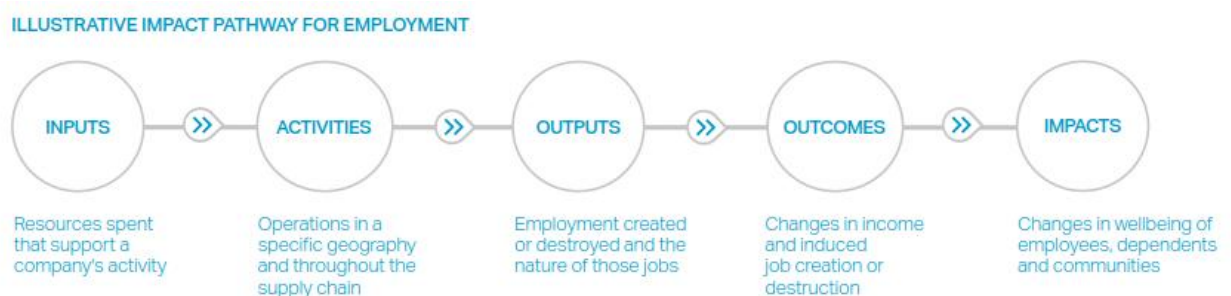 ILLUSTRATIVE IMPACT PATHWAY FOR EMPLOYMENT
INPUTS
ACTIVITIES
OUTPUTS
OUTCOMES
IMPACTS
Resources spent
that support a
company's activity
Operations in a
specific geography
and throughout the
supply chain
Employment created
or destroyed and the
nature of those jobs
Changes in income
and induced
job creation or
destruction
Changes in wellbeing of
employees, dependents
and communities